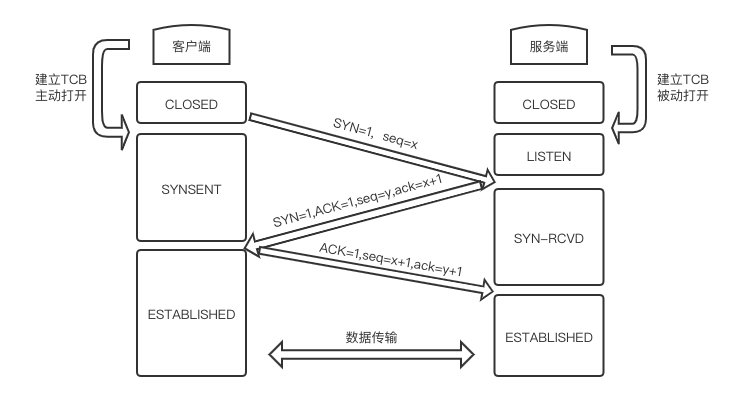 客户端
服务端
建立TCB
主动打开
建立TCB
被动打开
CLOSED
CLOSED
SYN=1, seq=x
LISTEN
SYNSENT
SYN=1,ACK=1,seq=y,ack=x+1
SYN-RCVD
ACK=1,seq=x+1,ack=y+1
ESTABLISHED
数据传输
ESTABLISHED